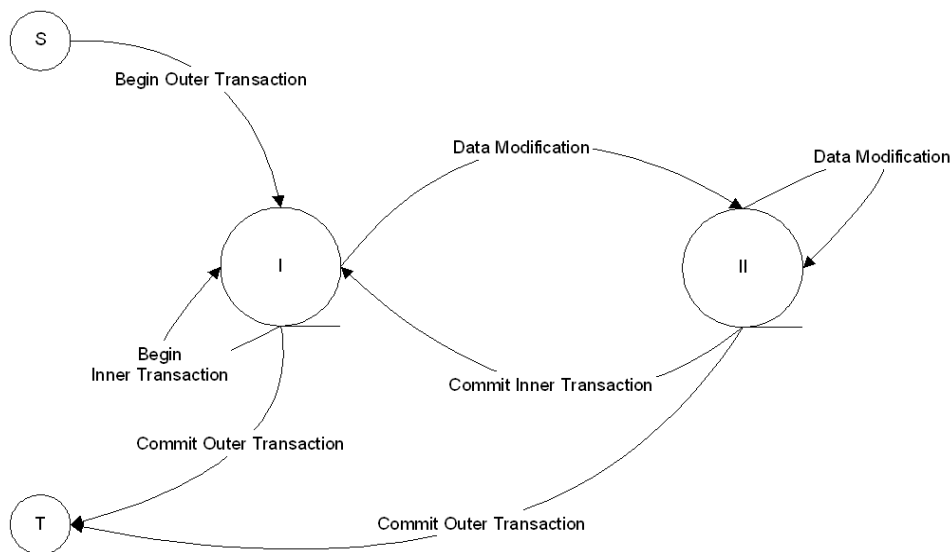 S
Begin Outer Transaction
Data Modification
Data Modification
I
II
Begin
Inner Transaction
Commit Inner Transaction
Commit Outer Transaction
T
Commit Outer Transaction